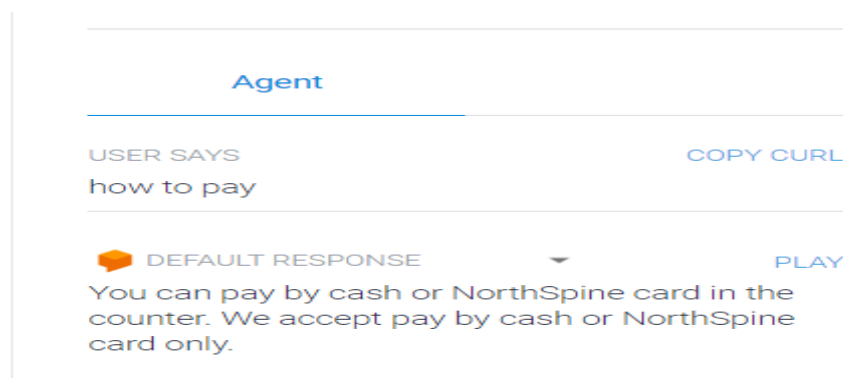 Agent
USER SAYS
COPY CURL
how to pay
DEFAULT RESPONSE
PLAY
You can pay by cash or NorthSpine card in the
counter. We accept pay by cash or NorthSpine
card only.